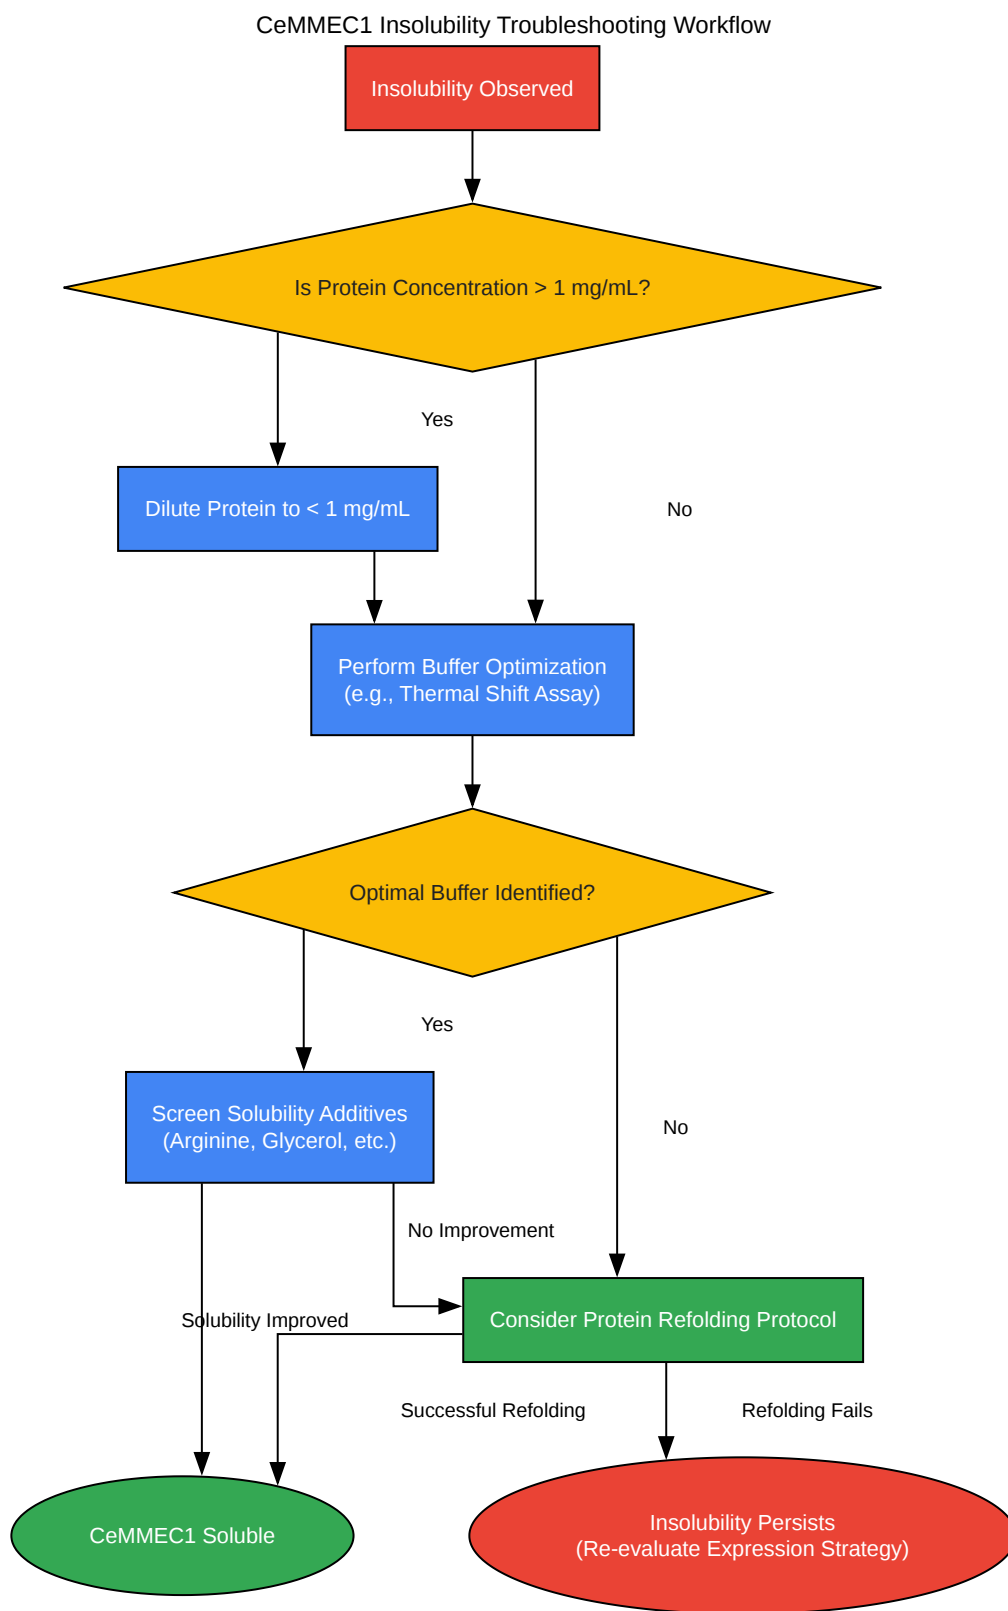 CeMMEC1 Insolubility Troubleshooting Workflow
Insolubility Observed
Is Protein Concentration > 1 mg/mL?
Yes
Dilute Protein to < 1 mg/mL
No
Perform Buffer Optimization
(e.g., Thermal Shift Assay)
Optimal Buffer Identified?
Yes
Screen Solubility Additives
(Arginine, Glycerol, etc.)
No
No Improvement
Solubility Improved
Consider Protein Refolding Protocol
Successful Refolding
Refolding Fails
CeMMEC1 Soluble
Insolubility Persists
(Re-evaluate Expression Strategy)